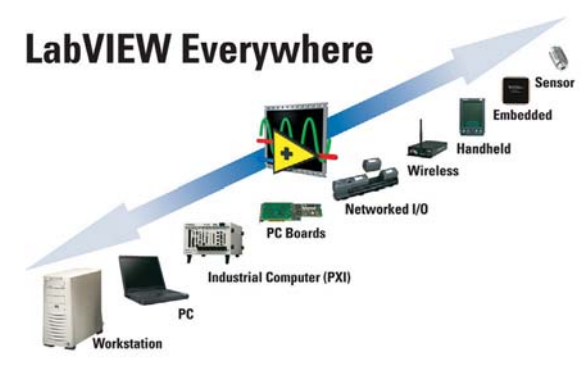 LabVIEW Everywhere
Sensor
Embedded
Handheld
Wireless
Networked I/O
PC Boards
Industrial Computer (PXI)
PC
Workstation